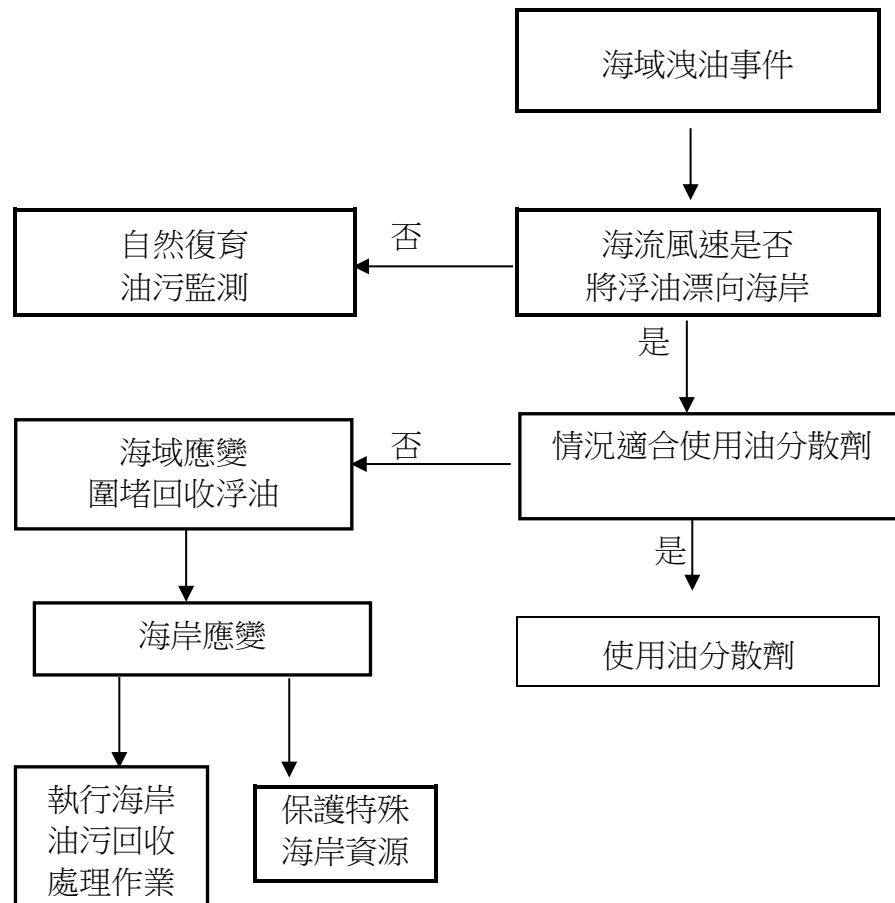 海域洩油事件
自然復育
油污監測
否
海流風速是否
將浮油漂向海岸
是
海域應變
圍堵回收浮油
否
情況適合使用油分散劑
是
海岸應變
使用油分散劑
執行海岸
油污回收
處理作業
保護特殊
海岸資源